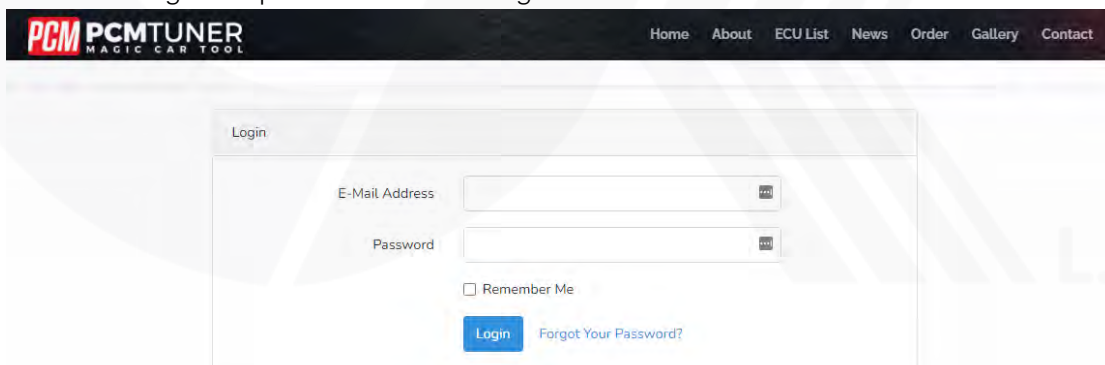 PCM PCMTUNER
MAGIC CAR TOOL
Home About ECU List News Order Gallery Contact
Login
E-Mail Address
Password
Remember Me
Login Forgot Your Password?
L.